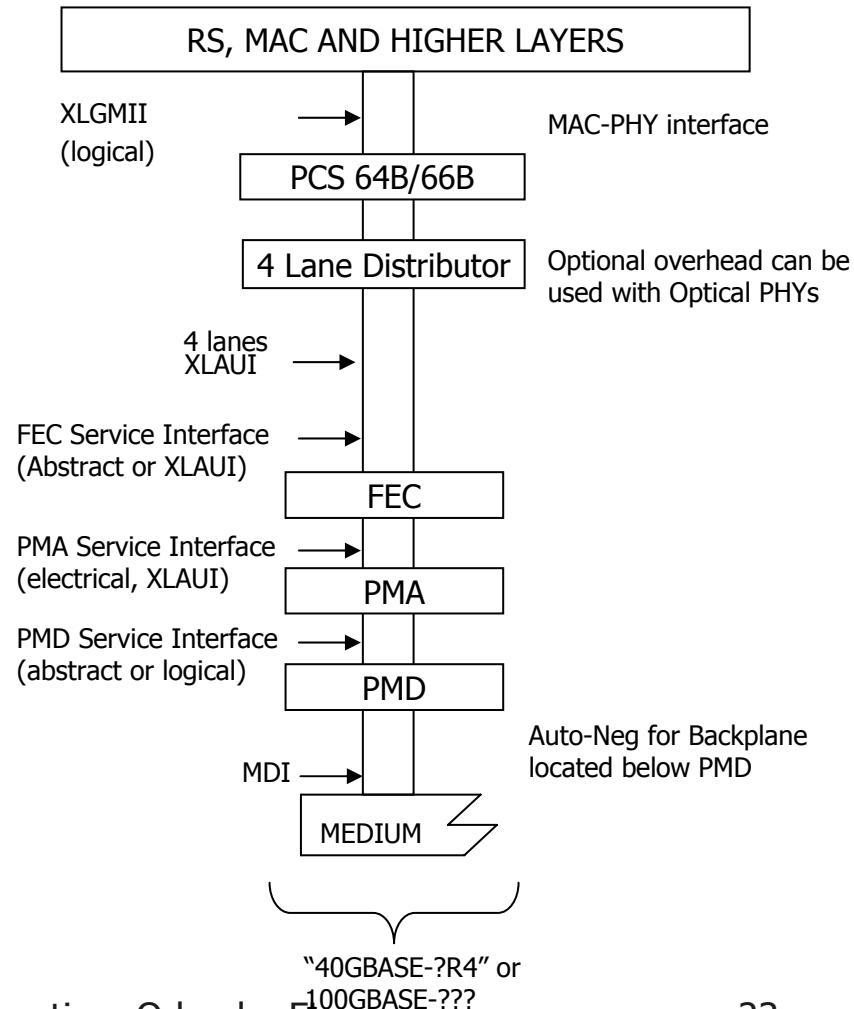 RS, MAC AND HIGHER LAYERS
XLGMII
(logical)
MAC-PHY interface
PCS 64B/66B
4 Lane Distributor
Optional overhead can be
used with Optical PHYs
4 lanes
XLAUI
FEC Service Interface
(Abstract or XLAUI)
FEC
PMA Service Interface
(electrical, XLAUI)
PMA
PMD Service Interface
(abstract or logical)
PMD
Auto-Neg for Backplane
located below PMD
MDI
MEDIUM
“40GBASE-?R4” or
100GBASE-???